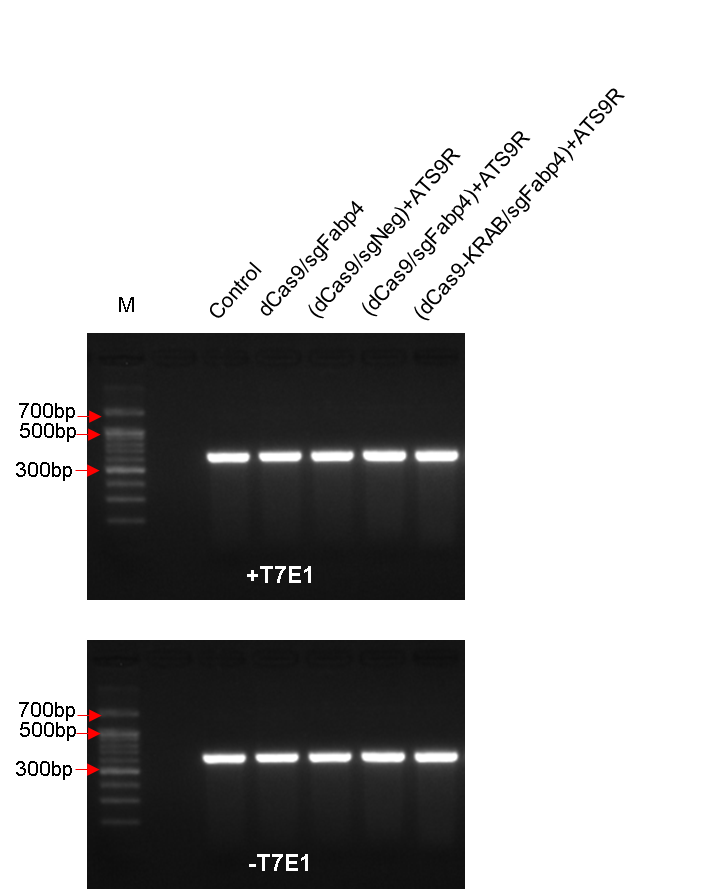 M
Control
dCas9/sgFabp4
(dCas9/sgNeg)+ATS9R
(dCas9/sgFabp4)+ATS9R
(dCas9-KRAB/sgFabp4)+ATS9R
700bp
500bp
300bp
+T7E1
700bp
500bp
300bp
-T7E1